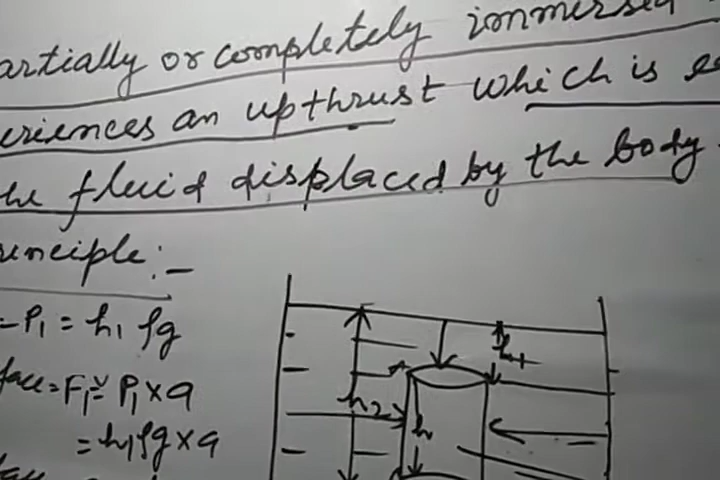 artially or completely immersed
eriences an upthrust which is e
he fluid displaced by the body.
rinciple:-
- P₁ = h₁ ρg
face = F₁ = P₁ × a
= h₁ρg × a
h₁
h₂
h